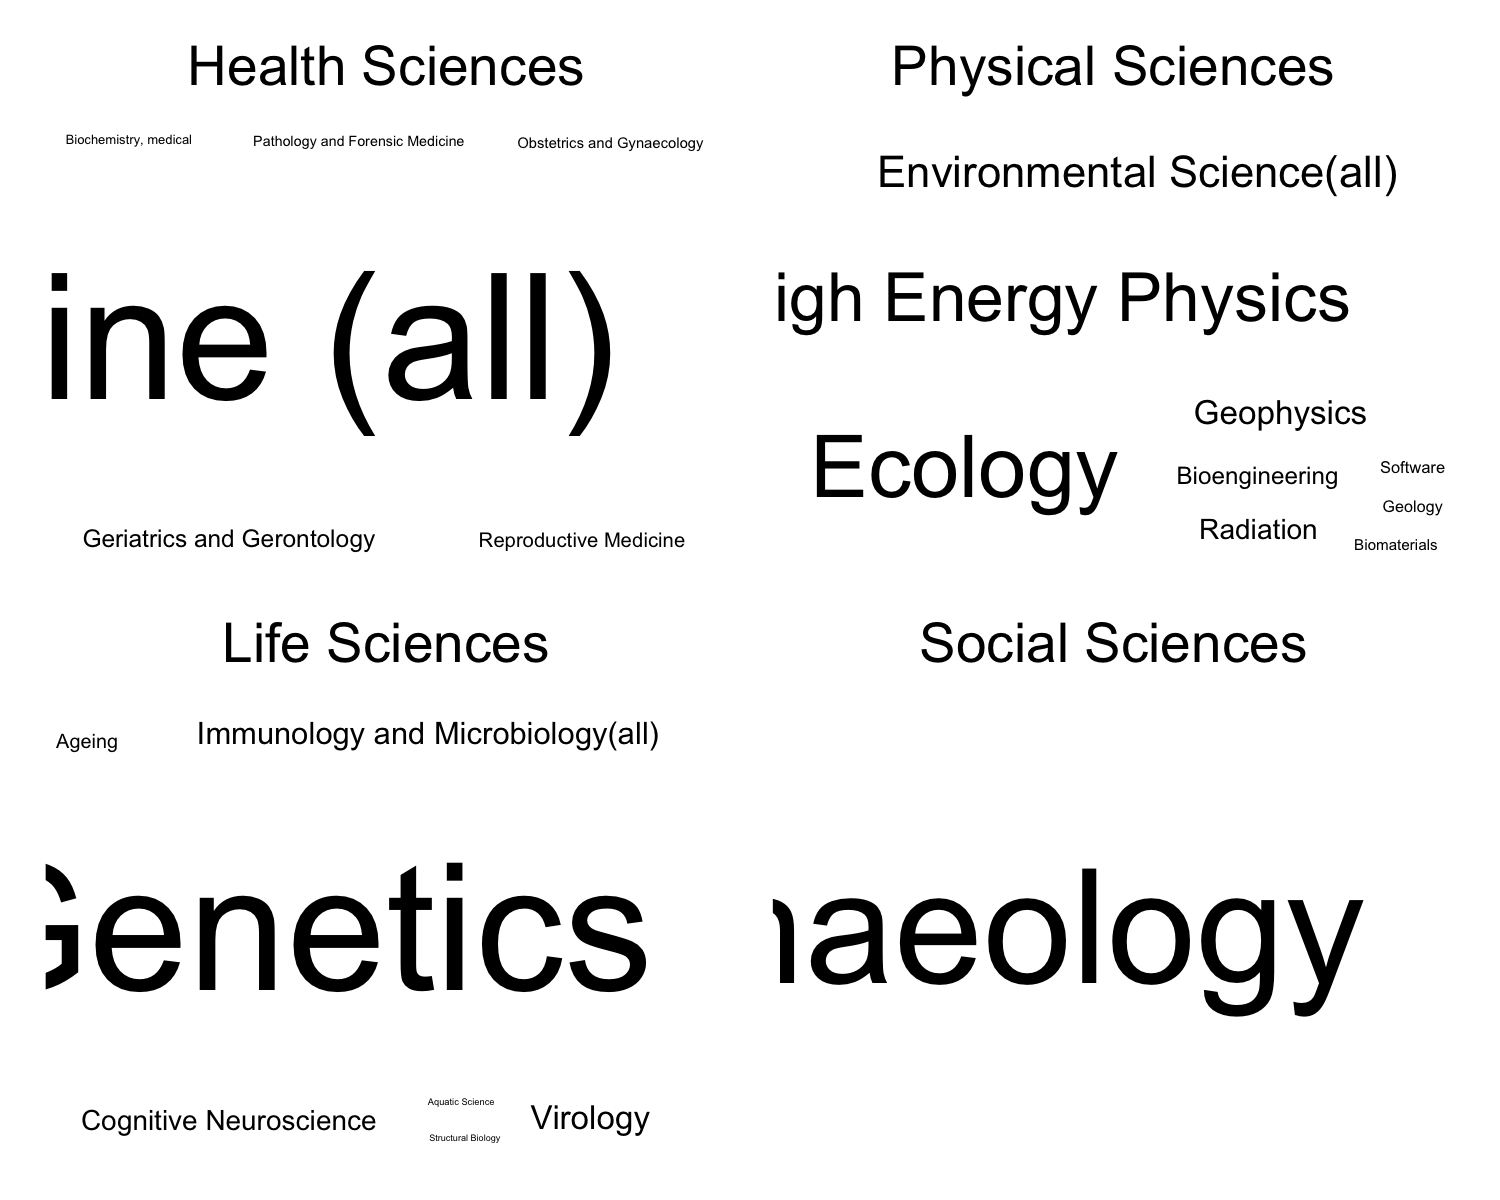 Health Sciences
Biochemistry, medical
Pathology and Forensic Medicine
Obstetrics and Gynaecology
ine (all)
Geriatrics and Gerontology
Reproductive Medicine
Physical Sciences
Environmental Science(all)
igh Energy Physics
Ecology
Geophysics
Bioengineering
Software
Geology
Radiation
Biomaterials
Life Sciences
Ageing
Immunology and Microbiology(all)
Genetics
Cognitive Neuroscience
Aquatic Science
Structural Biology
Virology
Social Sciences
haeology